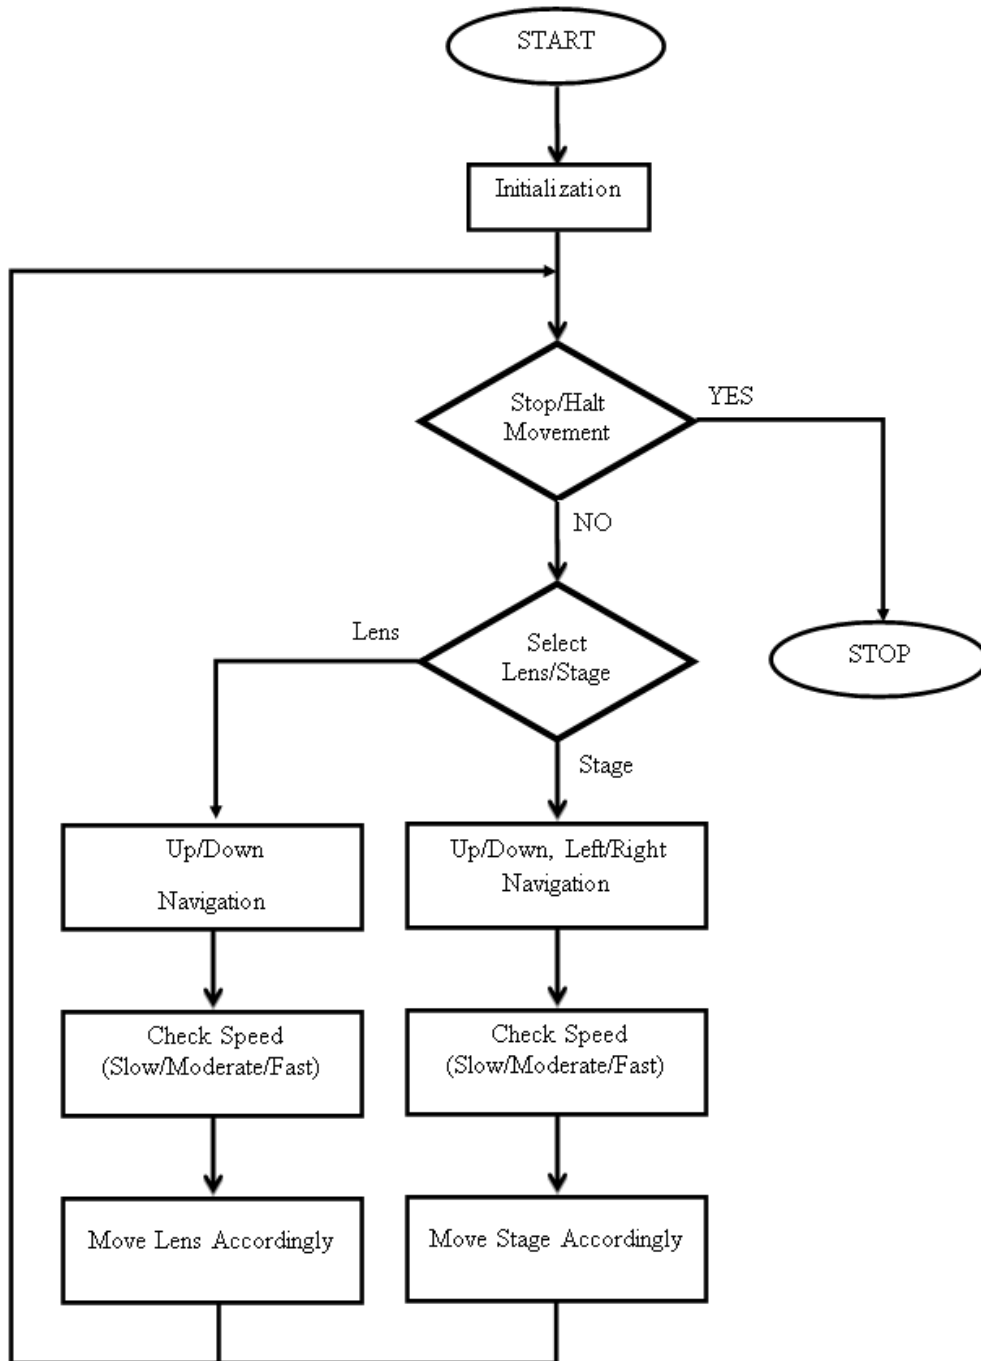 START
Initialization
Stop/Halt
Movement
YES
NO
Select
Lens/Stage
Lens
STOP
Stage
Up/Down
Navigation
Up/Down, Left/Right
Navigation
Check Speed
(Slow/Moderate/Fast)
Check Speed
(Slow/Moderate/Fast)
Move Lens Accordingly
Move Stage Accordingly